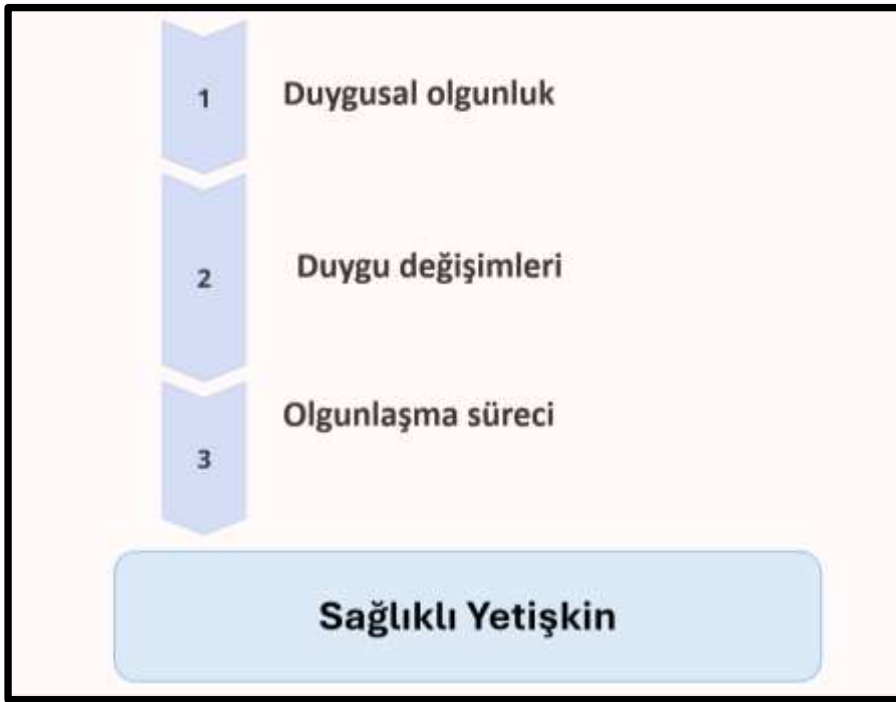 1
Duygusal olgunluk
2
Duygu değişimleri
3
Olgunlaşma süreci
Sağlıklı Yetişkin